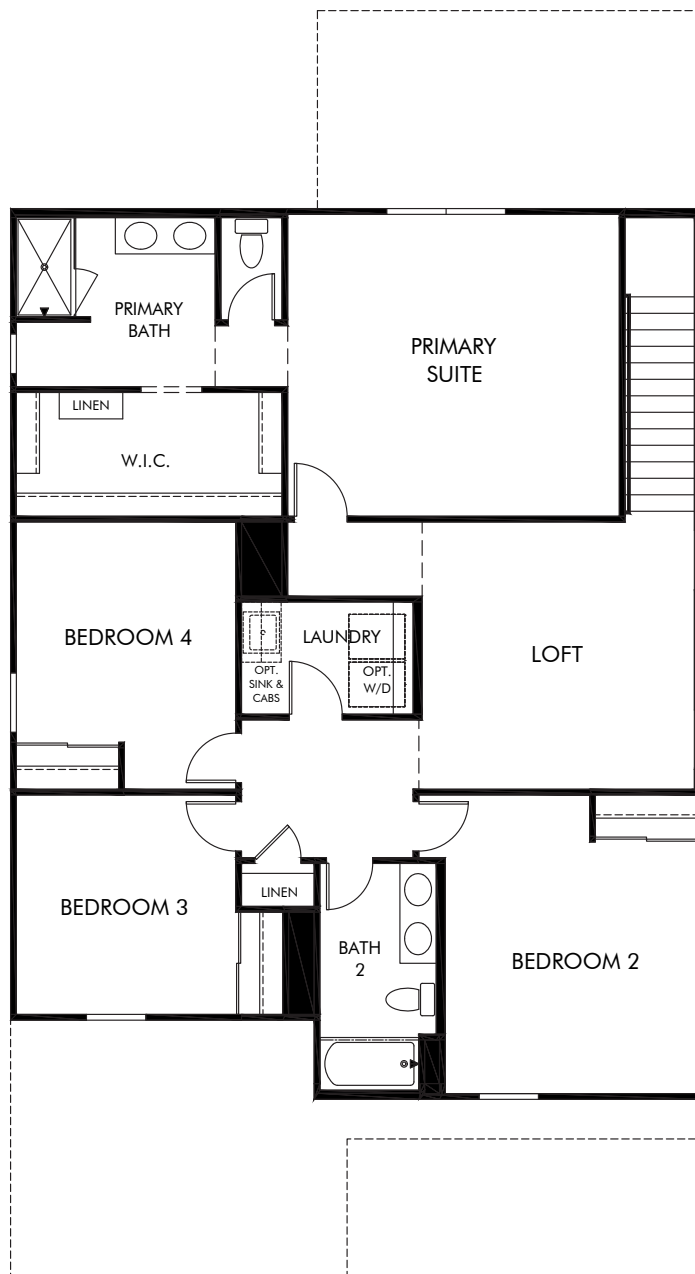 PRIMARY
BATH
PRIMARY
SUITE
LINEN
W.I.C.
BEDROOM 4
LAUNDRY
OPT.
SINK &
CABS
OPT.
W/D
LOFT
LINEN
BEDROOM 3
BATH
2
BEDROOM 2